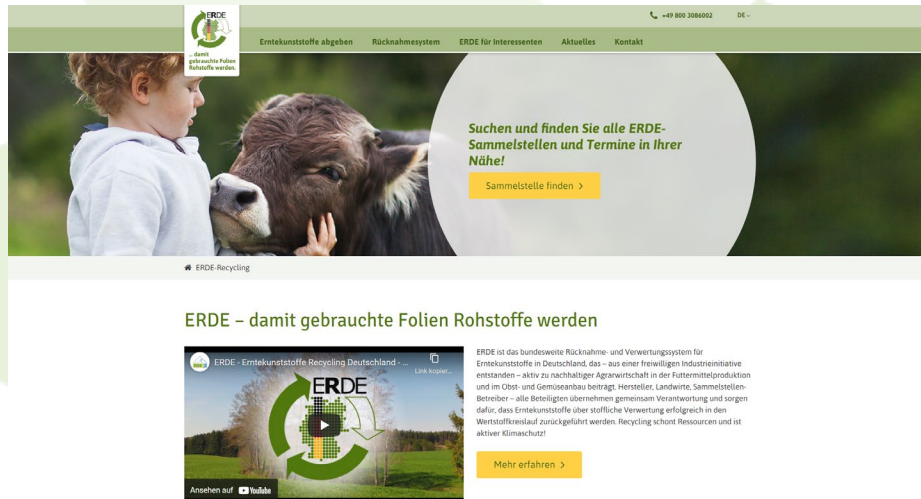 +49 800 3086002
DE
ERDE
... damit
gebrauchte Folien
Rohstoffe werden.
Erntekunststoffe abgeben
Rücknahmesystem
ERDE für Interessenten
Aktuelles
Kontakt
Suchen und finden Sie alle ERDE-
Sammelstellen und Termine in Ihrer
Nähe!
Sammelstelle finden >
ERDE-Recycling
ERDE – damit gebrauchte Folien Rohstoffe werden
ERDE - Erntekunststoffe Recycling Deutschland - ...
Link kopier...
ERDE
Ansehen auf YouTube
ERDE ist das bundesweite Rücknahme- und Verwertungssystem für
Erntekunststoffe in Deutschland, das – aus einer freiwilligen Industrieinitiative
entstanden – aktiv zu nachhaltiger Agrarwirtschaft in der Futtermittelproduktion
und im Obst- und Gemüseanbau beiträgt. Hersteller, Landwirte, Sammelstellen-
Betreiber – alle Beteiligten übernehmen gemeinsam Verantwortung und sorgen
dafür, dass Erntekunststoffe über stoffliche Verwertung erfolgreich in den
Wertstoffkreislauf zurückgeführt werden. Recycling schont Ressourcen und ist
aktiver Klimaschutz!
Mehr erfahren >